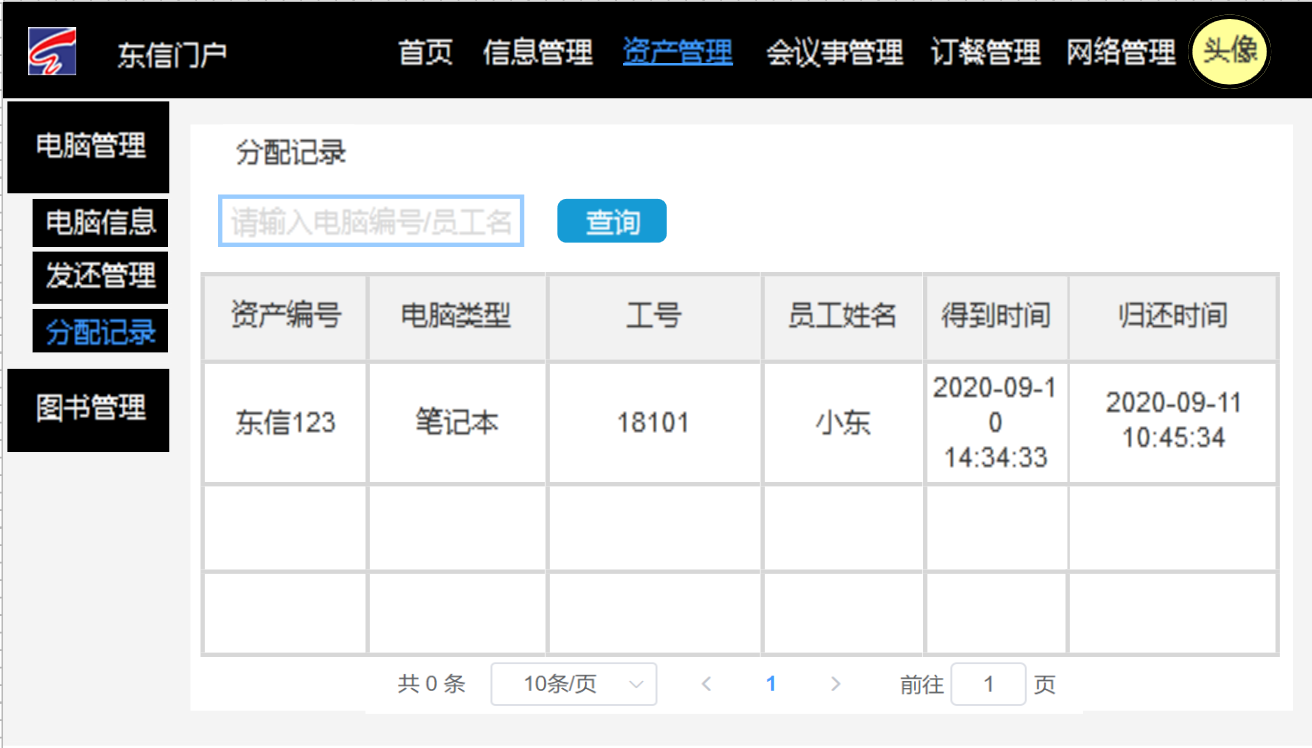 东信门户
首页 信息管理 资产管理 会议事管理 订餐管理 网络管理 头像
电脑管理
电脑信息
发还管理
分配记录
图书管理
分配记录
请输入电脑编号/员工名
查询
资产编号 电脑类型 工号 员工姓名 得到时间 归还时间
东信123 笔记本 18101 小东 2020-09-1
0
14:34:33 2020-09-11
10:45:34
共 0 条 10条/页 1 前往 1 页